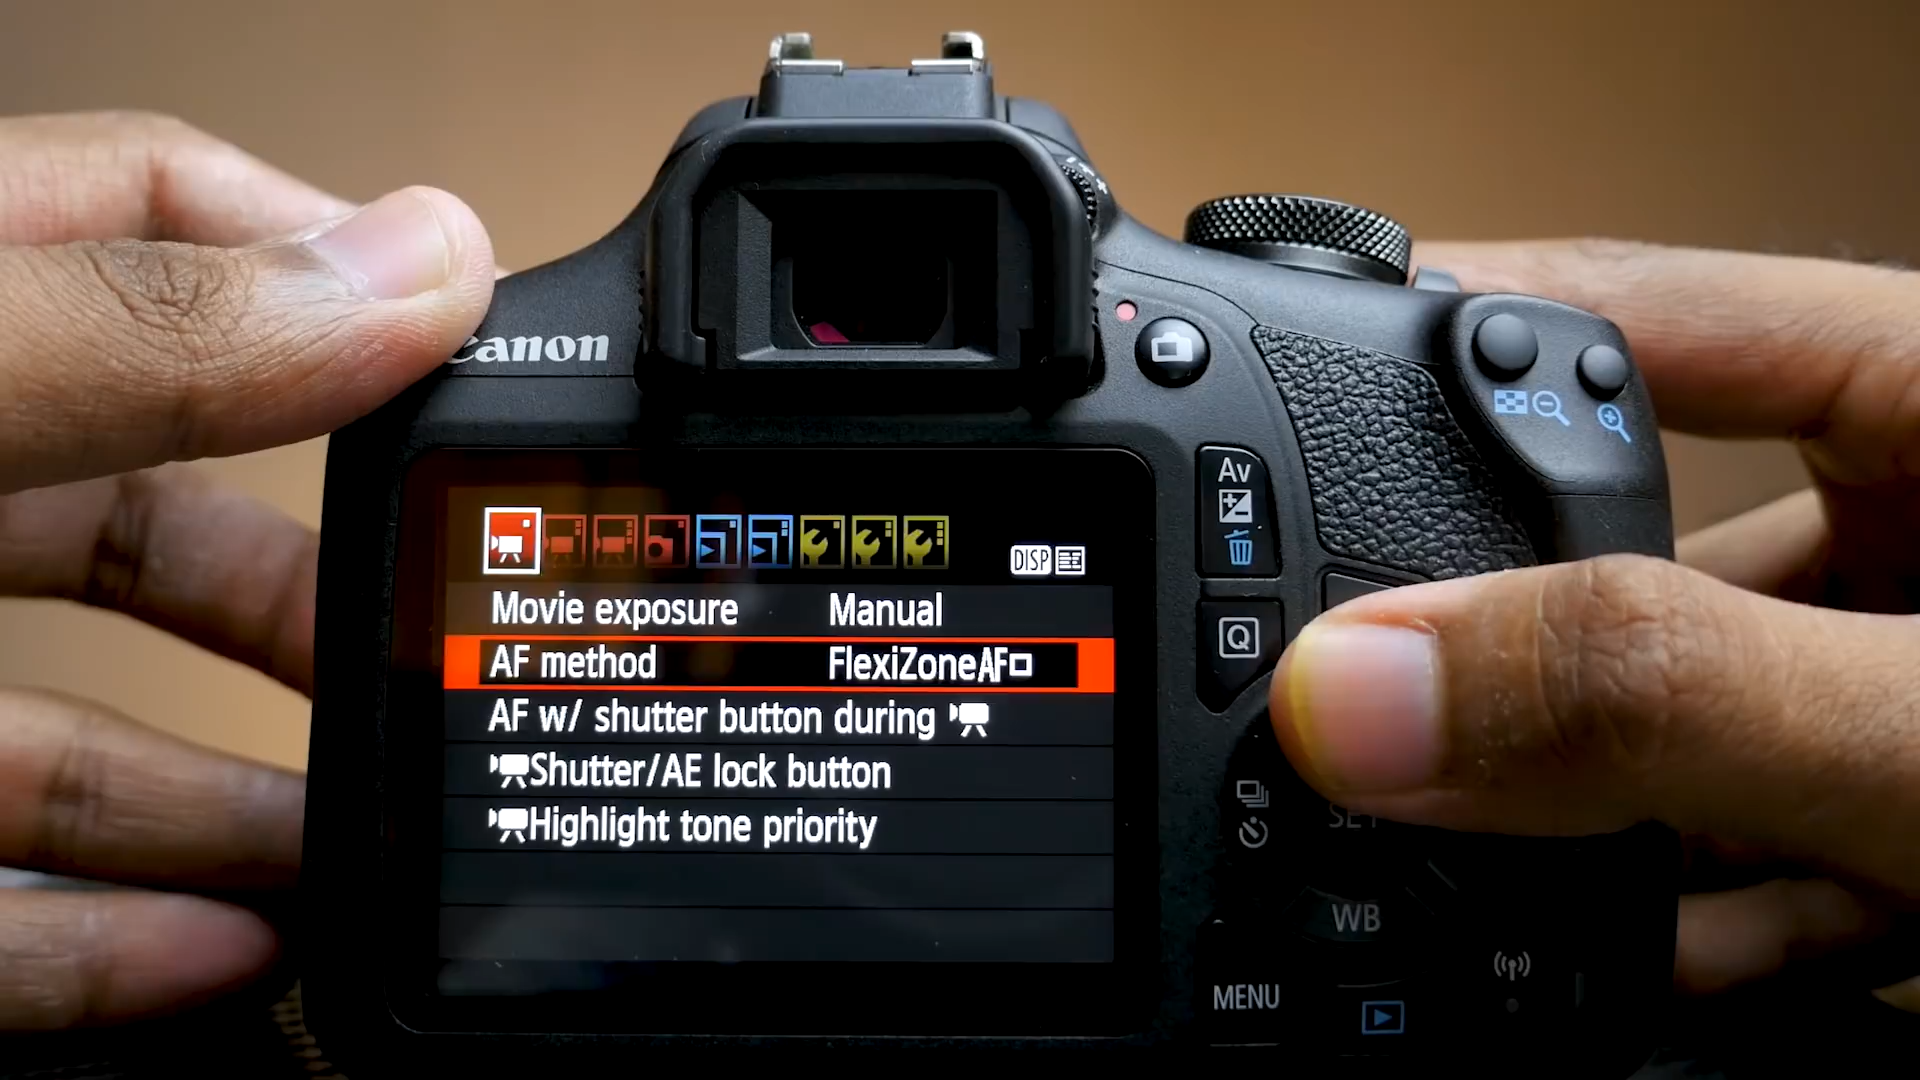 Canon
Av
DISP
Movie exposure Manual
AF method FlexiZoneAF
AF w/ shutter button during
Shutter/AE lock button
Highlight tone priority
Q
SET
WB
MENU